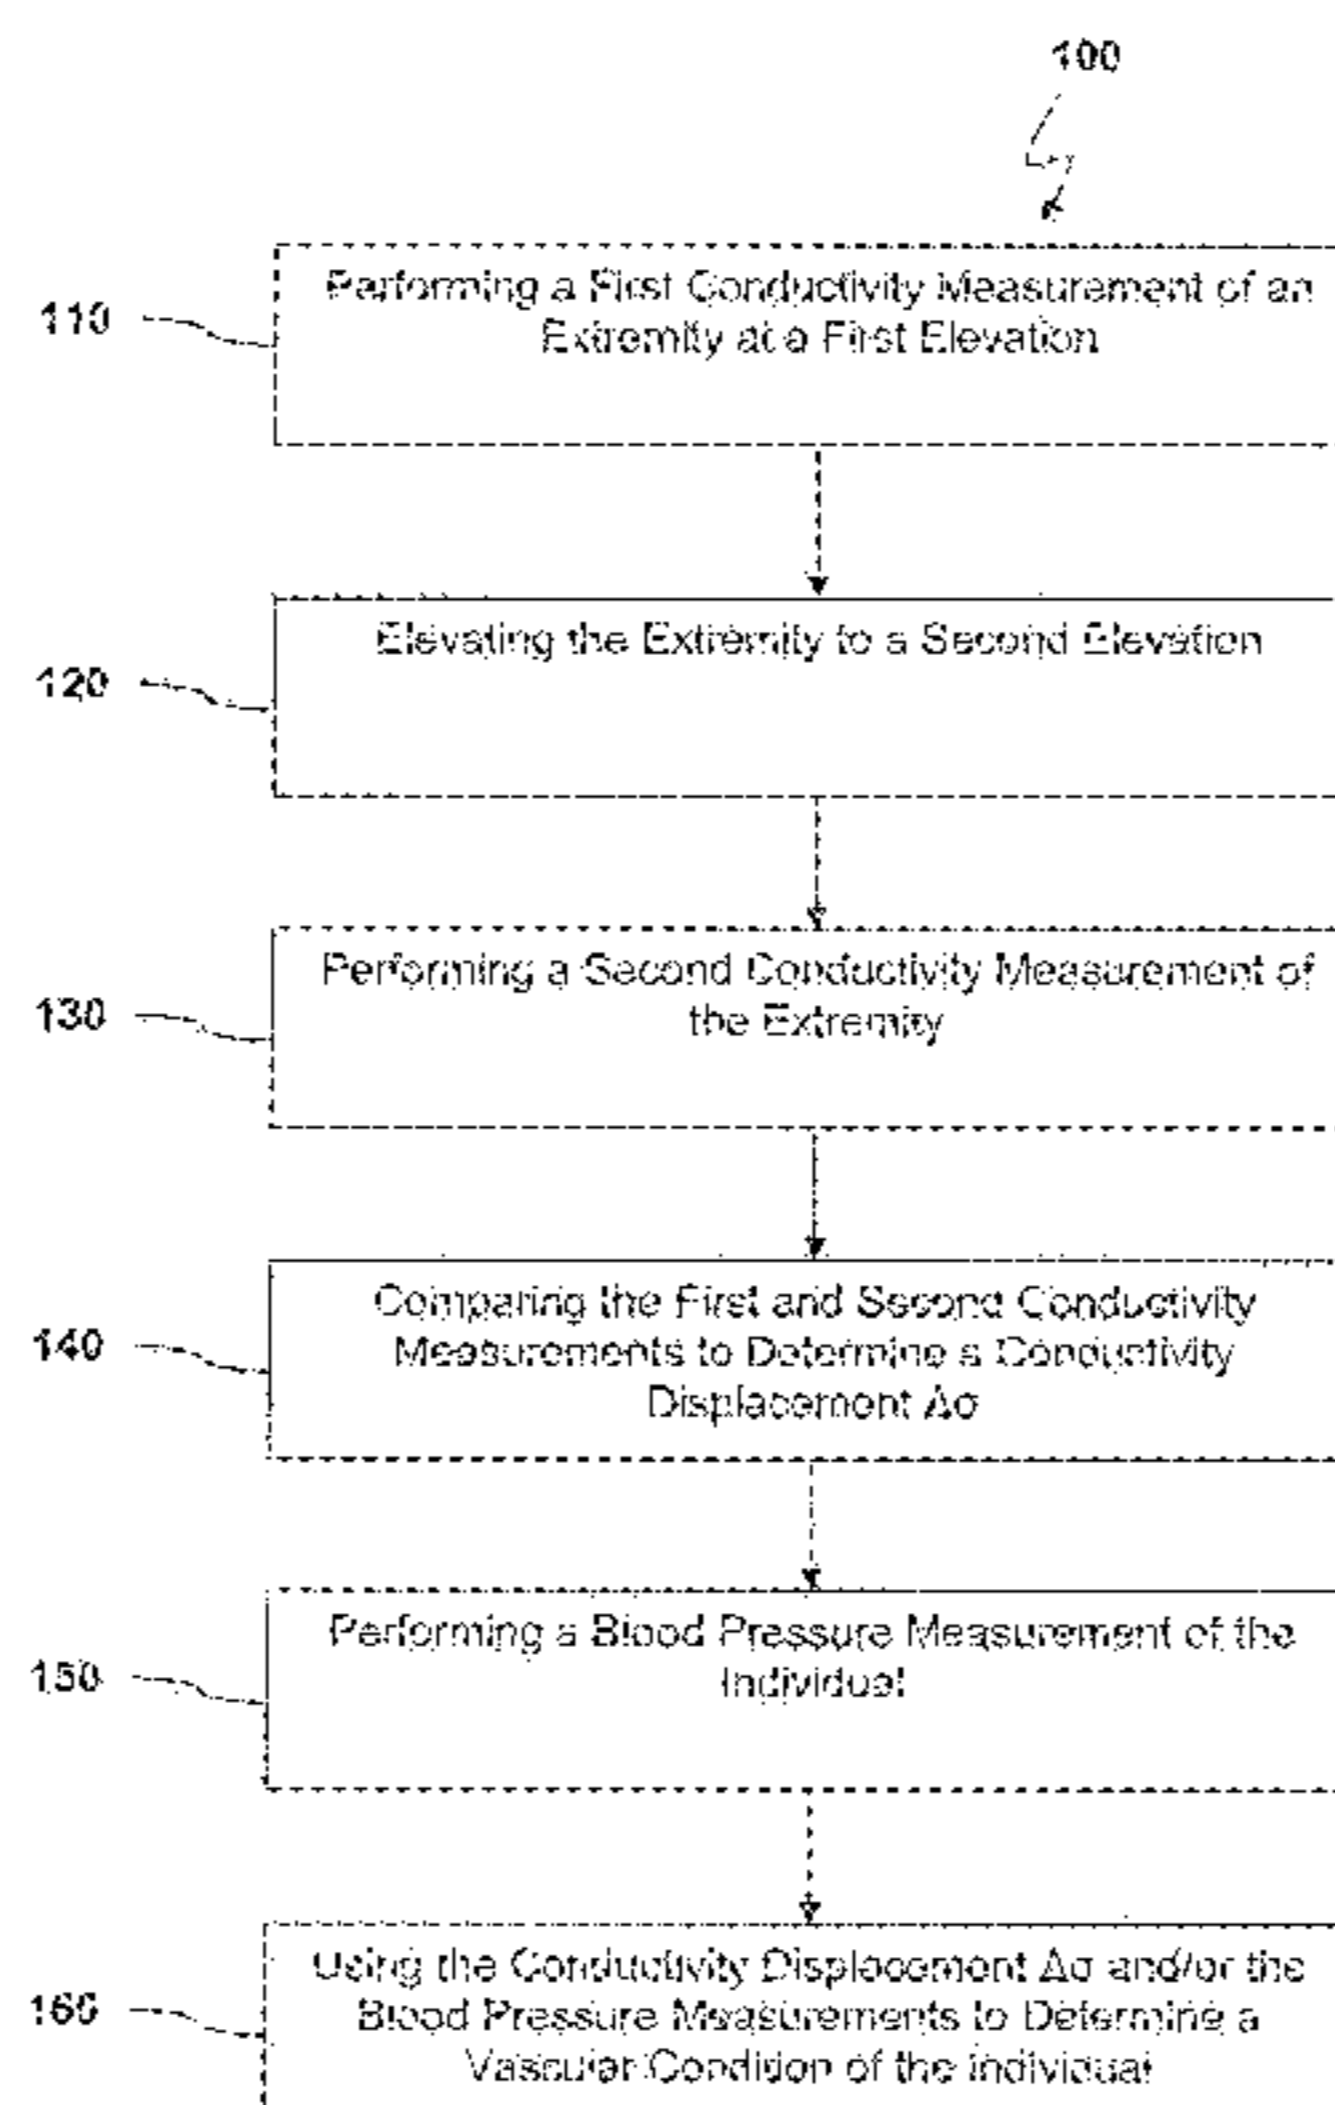 100
110
Performing a First Conductivity Measurement of an
Extremity at a First Elevation
120
Elevating the Extremity to a Second Elevation
130
Performing a Second Conductivity Measurement of
the Extremity
140
Comparing the First and Second Conductivity
Measurements to Determine a Conductivity
Displacement Δσ
150
Performing a Blood Pressure Measurement of the
Individual
160
Using the Conductivity Displacement Δσ and/or the
Blood Pressure Measurements to Determine a
Vascular Condition of the Individual